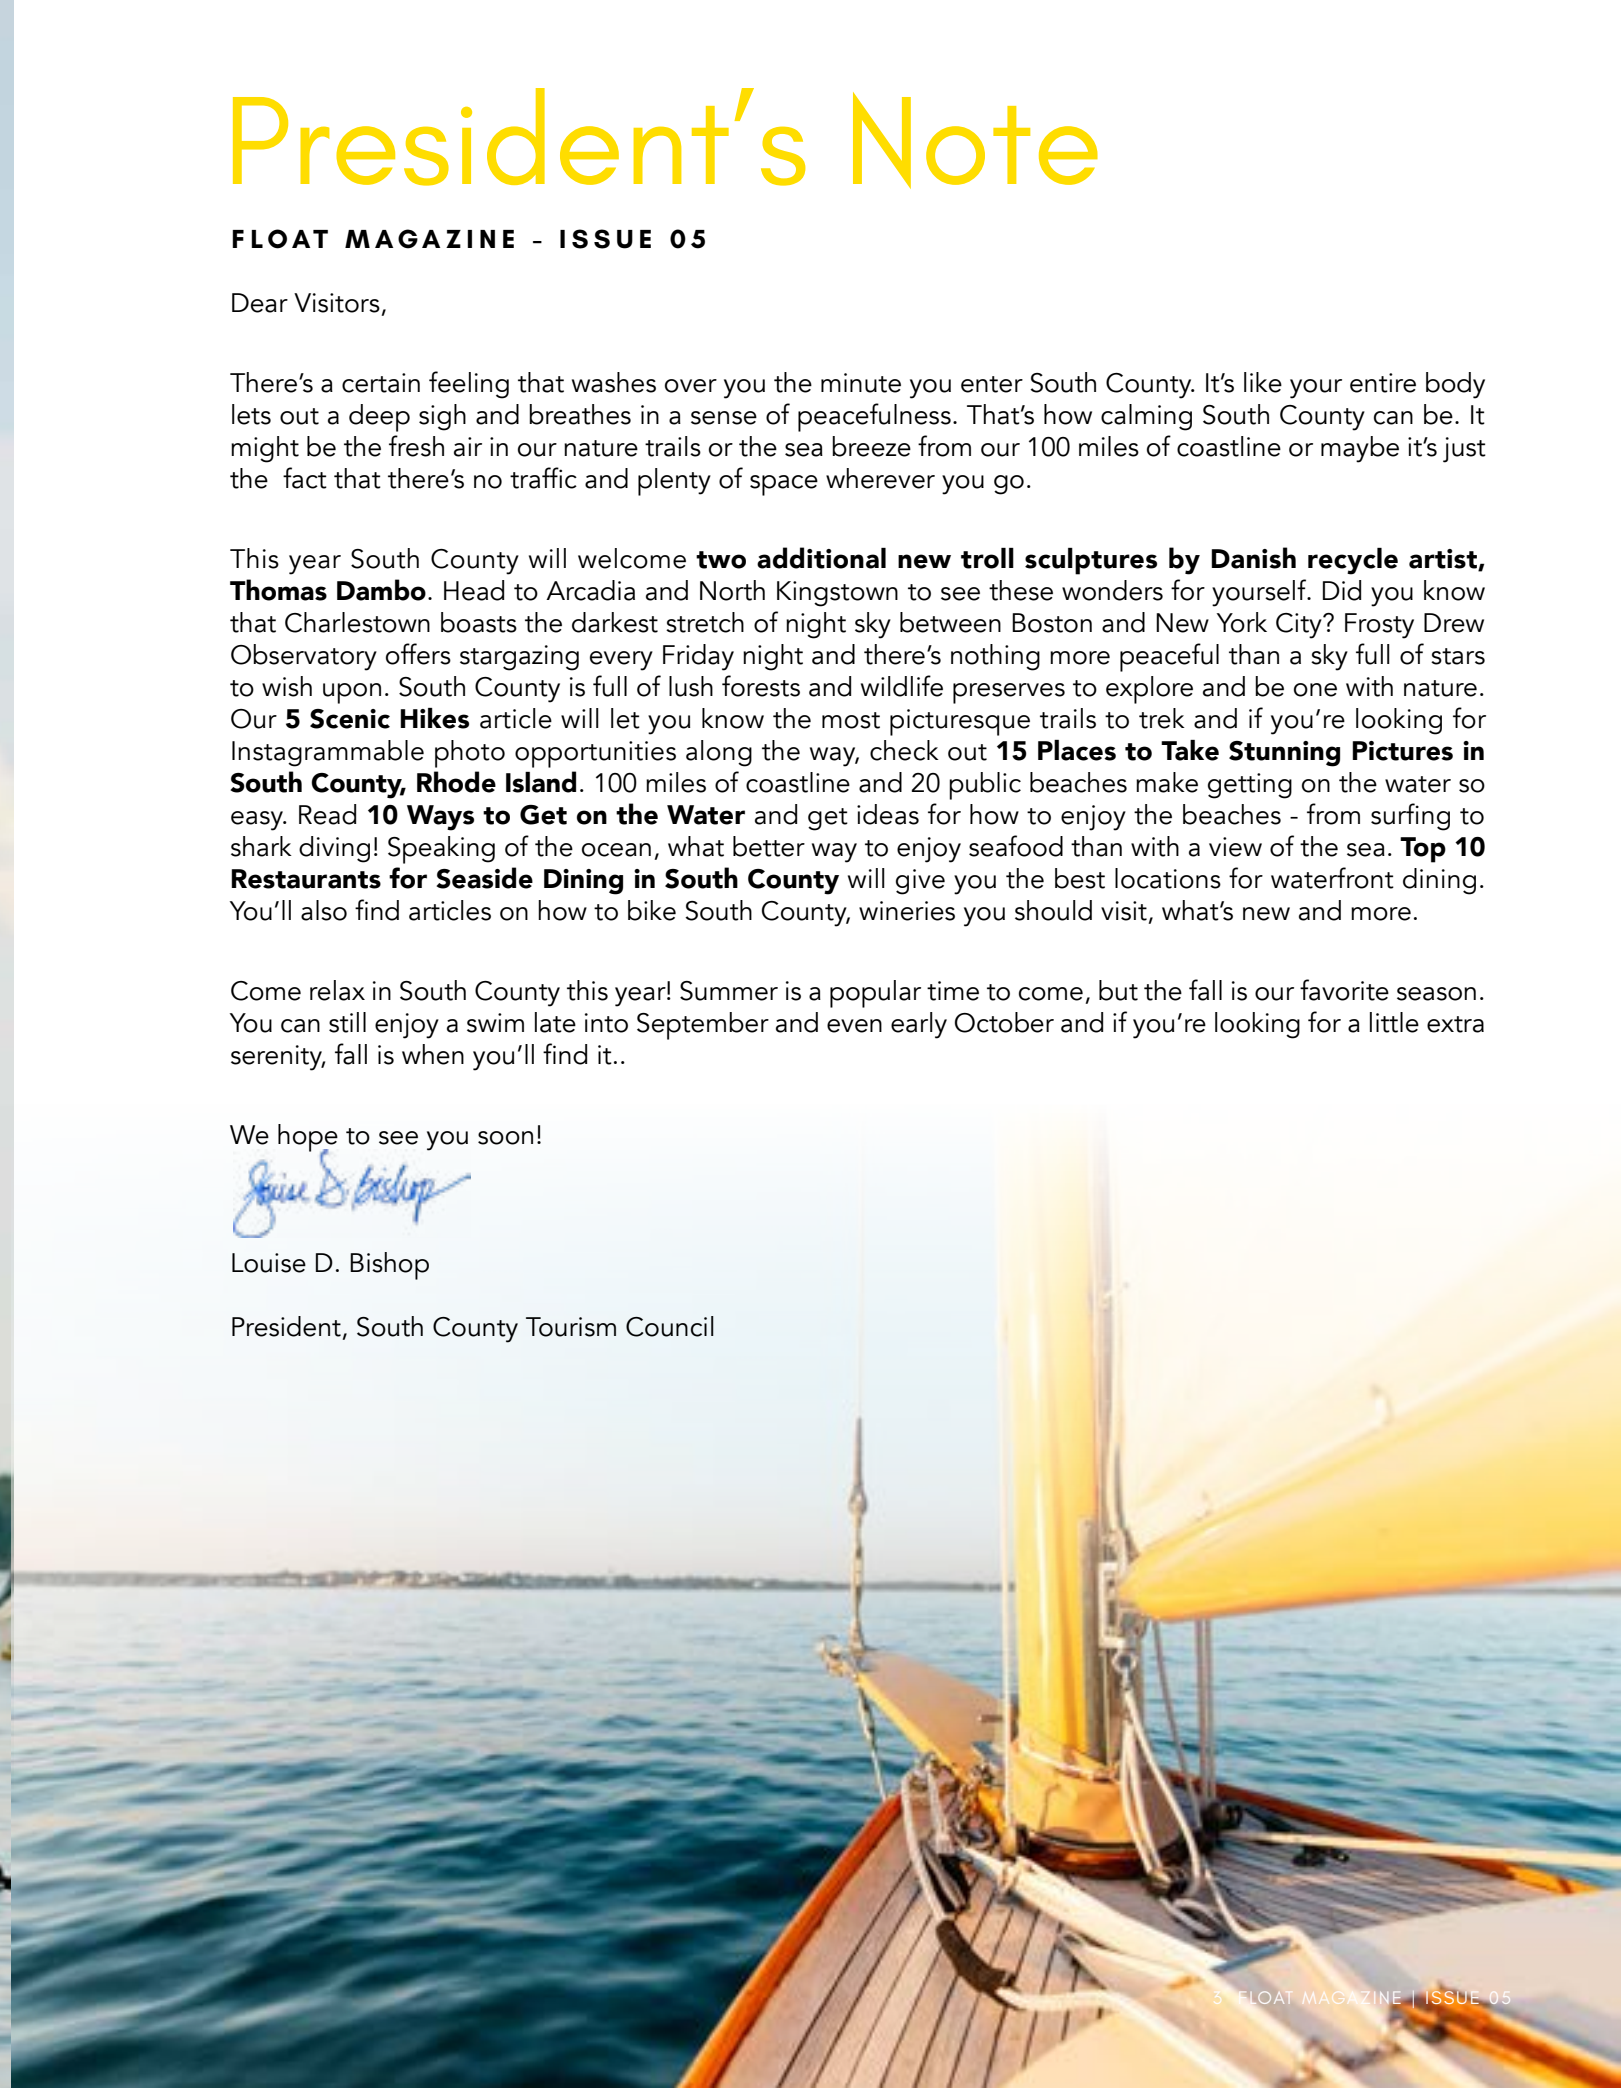 President’s Note
FLOAT MAGAZINE - ISSUE 05
Dear Visitors,
There’s a certain feeling that washes over you the minute you enter South County. It’s like your entire body
lets out a deep sigh and breathes in a sense of peacefulness. That’s how calming South County can be. It
might be the fresh air in our nature trails or the sea breeze from our 100 miles of coastline or maybe it’s just
the  fact that there’s no traffic and plenty of space wherever you go.
This year South County will welcome two additional new troll sculptures by Danish recycle artist,
Thomas Dambo. Head to Arcadia and North Kingstown to see these wonders for yourself. Did you know
that Charlestown boasts the darkest stretch of night sky between Boston and New York City? Frosty Drew
Observatory offers stargazing every Friday night and there’s nothing more peaceful than a sky full of stars
to wish upon. South County is full of lush forests and wildlife preserves to explore and be one with nature.
Our 5 Scenic Hikes article will let you know the most picturesque trails to trek and if you’re looking for
Instagrammable photo opportunities along the way, check out 15 Places to Take Stunning Pictures in
South County, Rhode Island. 100 miles of coastline and 20 public beaches make getting on the water so
easy. Read 10 Ways to Get on the Water and get ideas for how to enjoy the beaches - from surfing to
shark diving! Speaking of the ocean, what better way to enjoy seafood than with a view of the sea. Top 10
Restaurants for Seaside Dining in South County will give you the best locations for waterfront dining.
You’ll also find articles on how to bike South County, wineries you should visit, what’s new and more.
Come relax in South County this year! Summer is a popular time to come, but the fall is our favorite season.
You can still enjoy a swim late into September and even early October and if you’re looking for a little extra
serenity, fall is when you’ll find it..
We hope to see you soon!
Louise D. Bishop
Louise D. Bishop
President, South County Tourism Council
3 FLOAT MAGAZINE | ISSUE 05